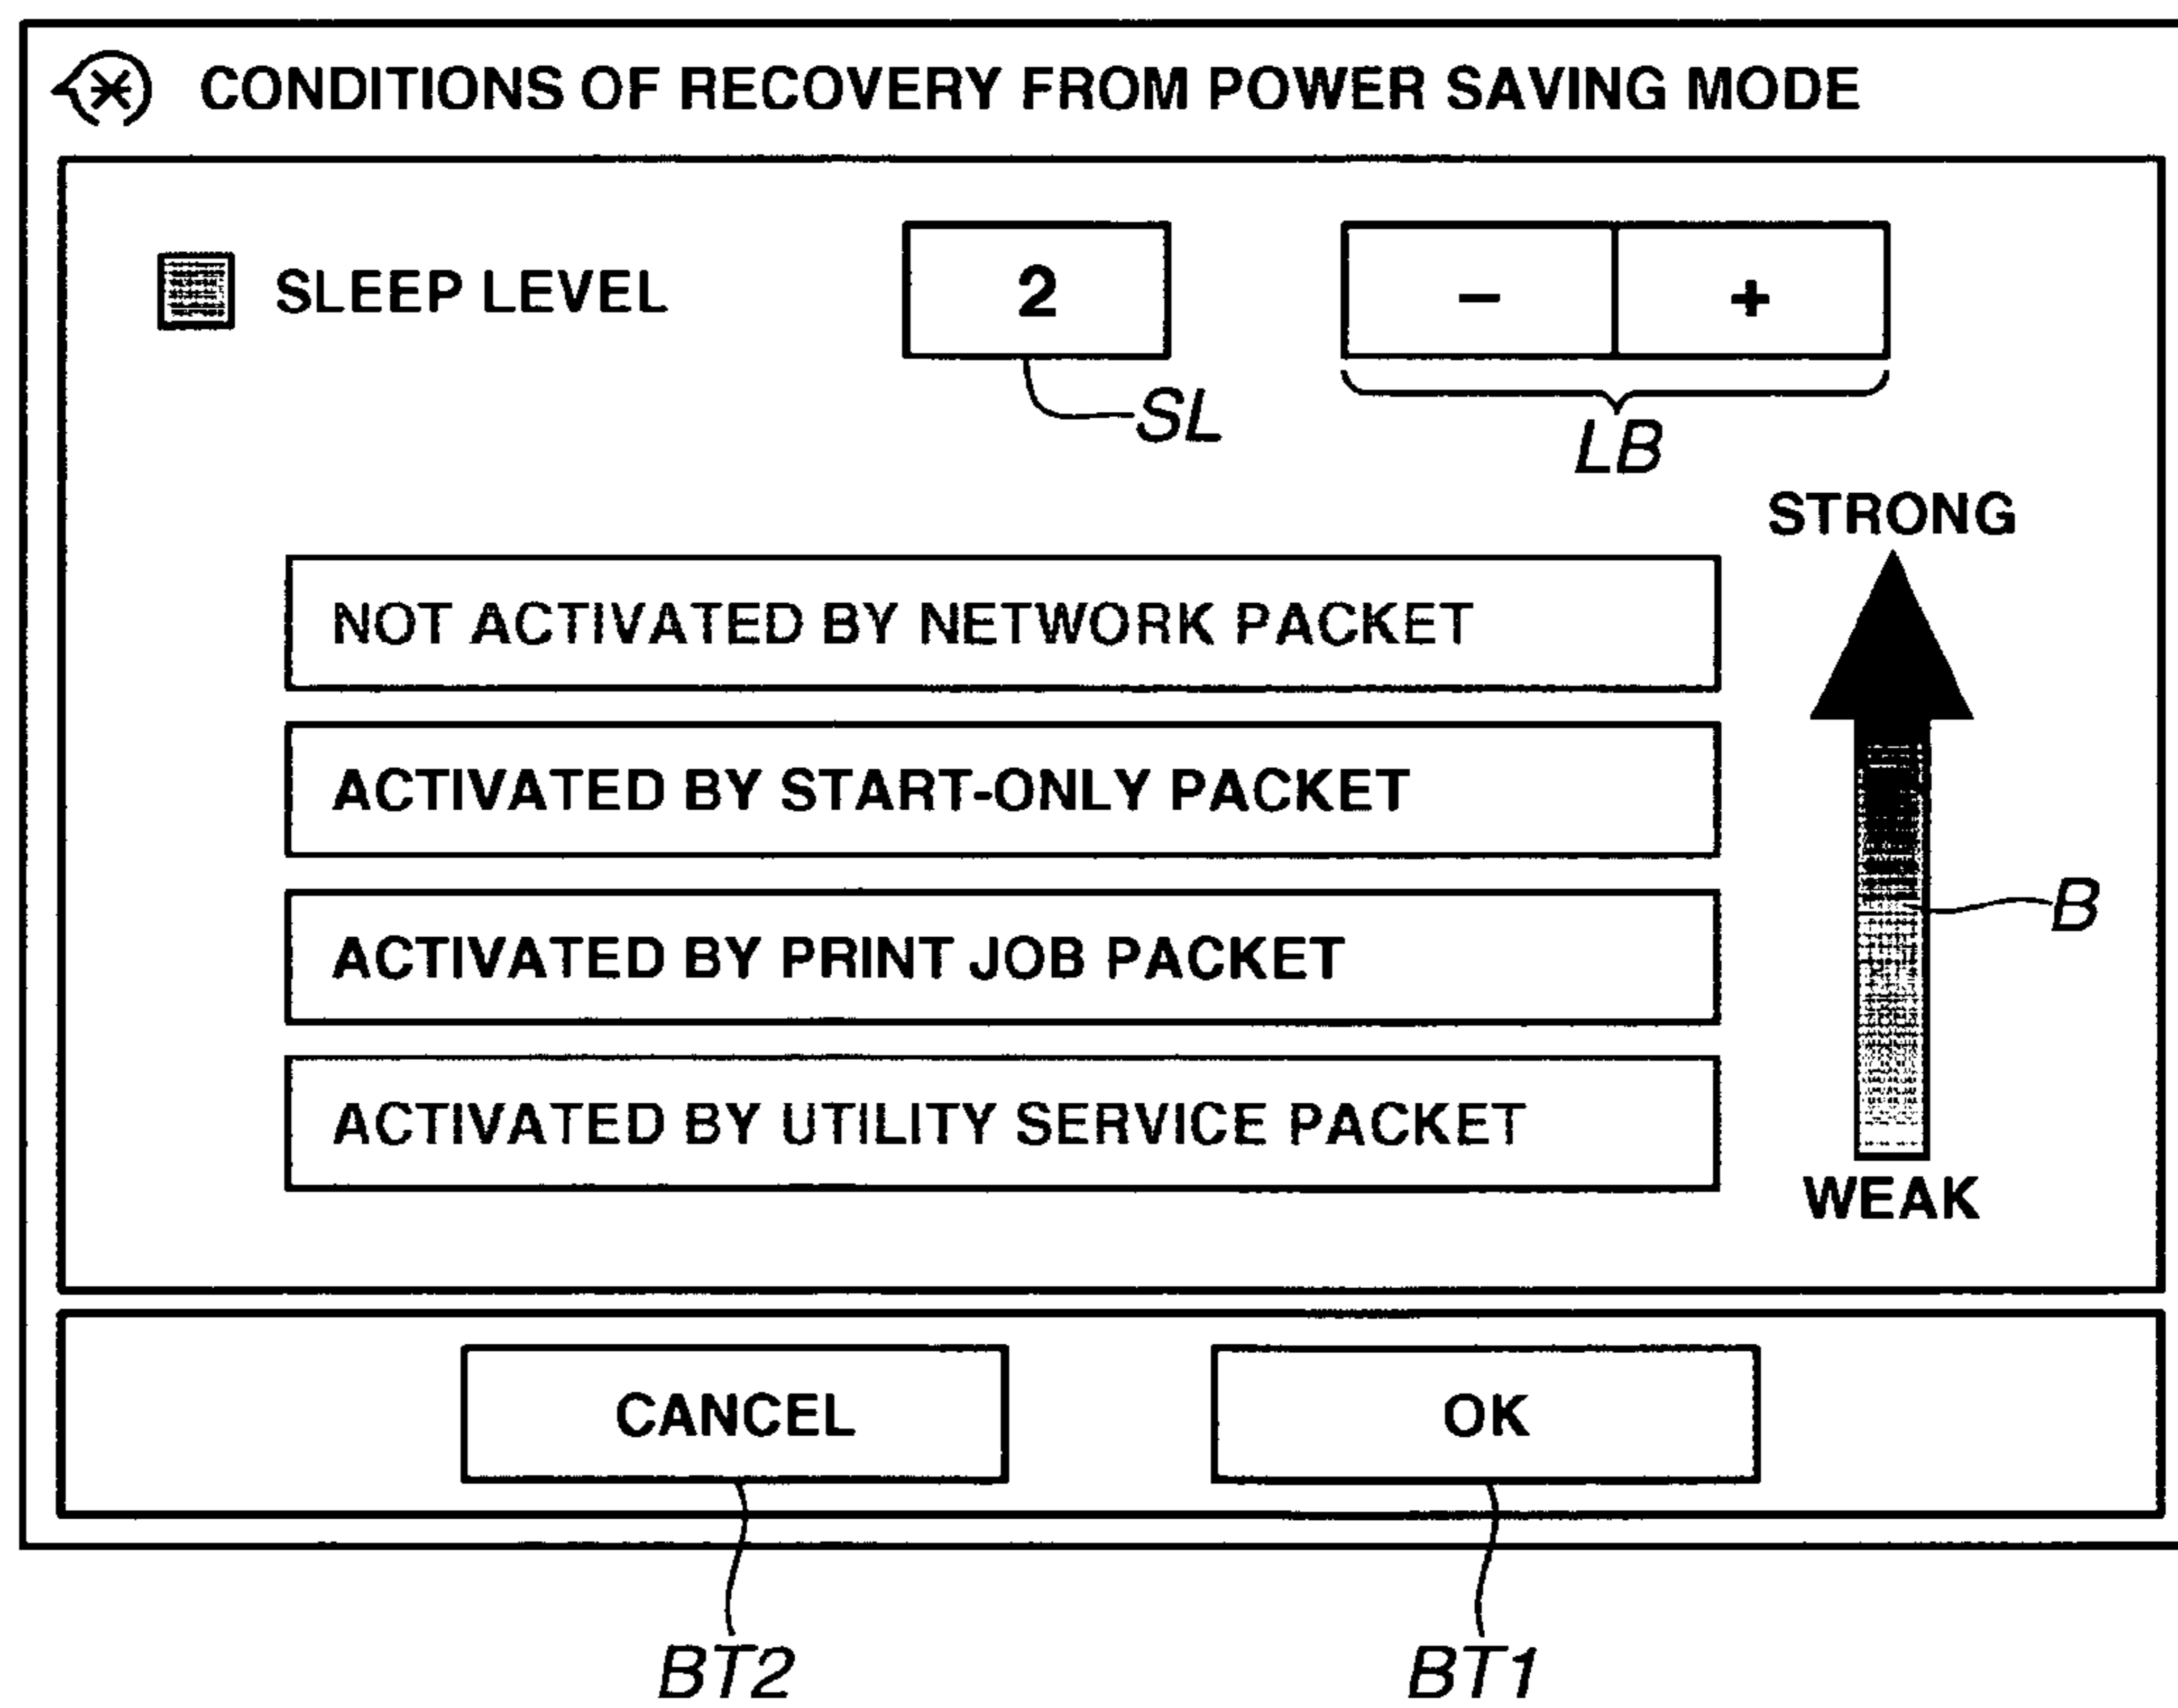 CONDITIONS OF RECOVERY FROM POWER SAVING MODE
SLEEP LEVEL
2
– +
SL
LB
STRONG
NOT ACTIVATED BY NETWORK PACKET
ACTIVATED BY START-ONLY PACKET
ACTIVATED BY PRINT JOB PACKET
B
ACTIVATED BY UTILITY SERVICE PACKET
WEAK
CANCEL
OK
BT2
BT1